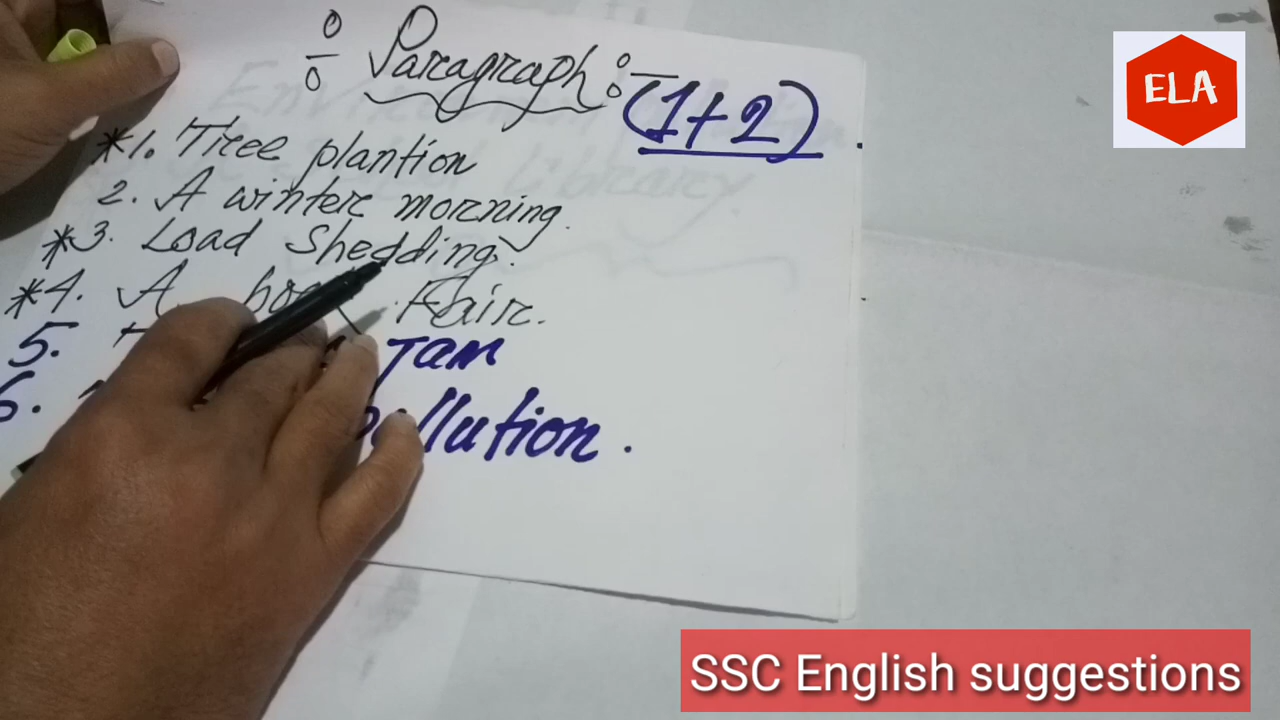 Paragraph:-
(1+2)
ELA
*1. Tree plantion
2. A winter morning.
*3. Load Shedding.
*4. A Fair.
5. Jam
6. pollution.
SSC English suggestions